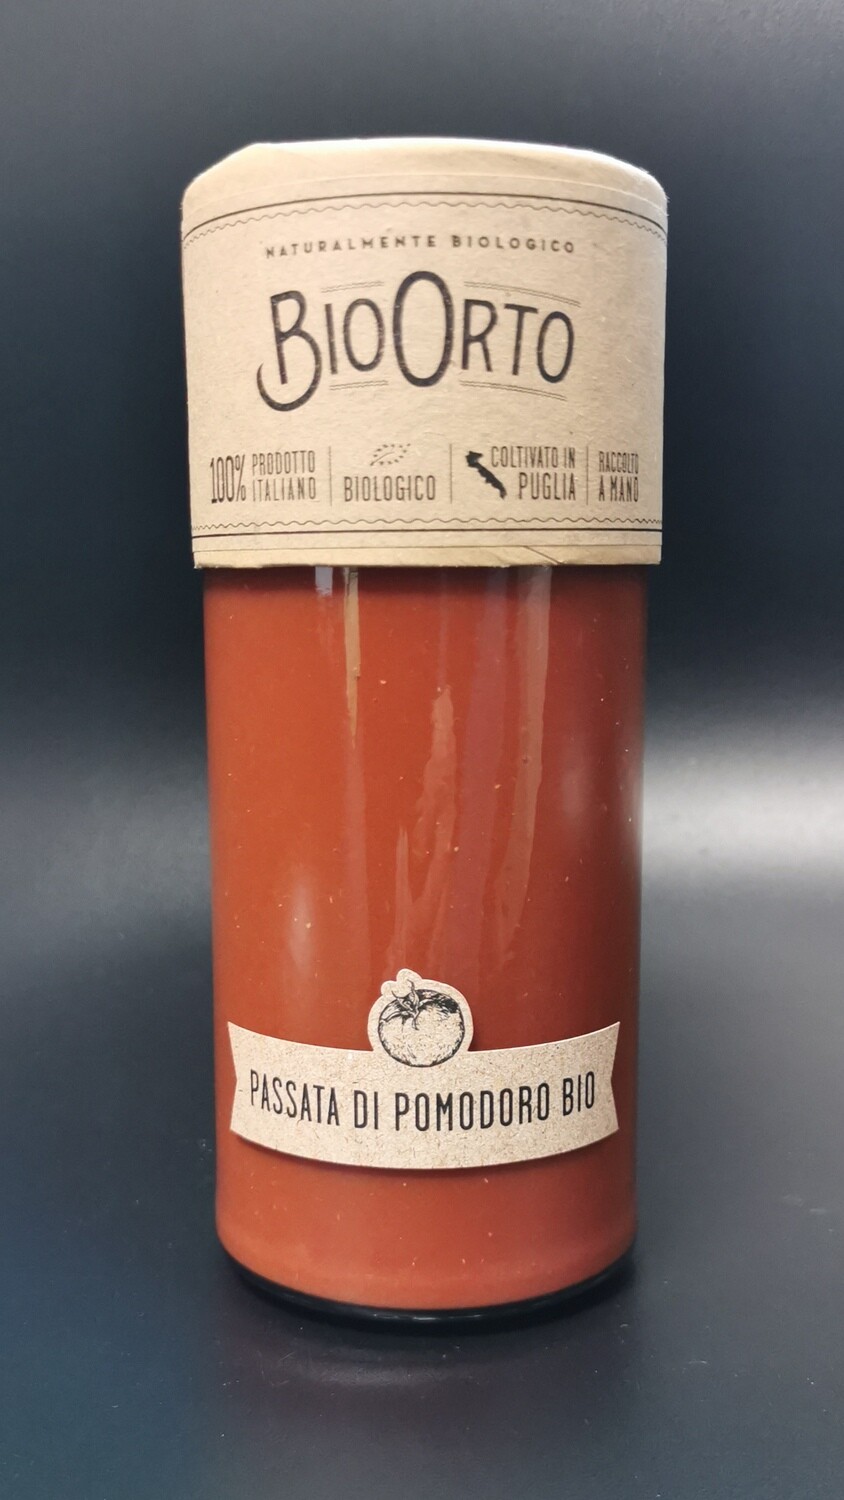 NATURALMENTE BIOLOGICO
BIOORTO
100% PRODOTTO ITALIANO
BIOLOGICO
COLTIVATO IN PUGLIA
RACCOLTO A MANO
PASSATA DI POMODORO BIO